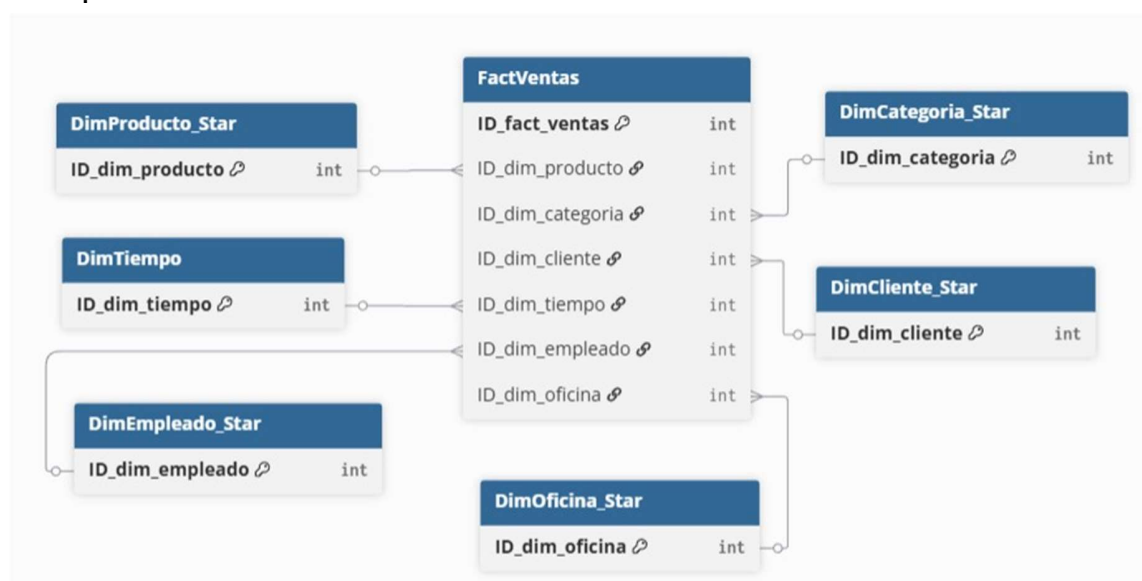 FactVentas
ID_fact_ventas int
ID_dim_producto int
ID_dim_categoria int
ID_dim_cliente int
ID_dim_tiempo int
ID_dim_empleado int
ID_dim_oficina int
DimProducto_Star
ID_dim_producto int
DimTiempo
ID_dim_tiempo int
DimEmpleado_Star
ID_dim_empleado int
DimCategoria_Star
ID_dim_categoria int
DimCliente_Star
ID_dim_cliente int
DimOficina_Star
ID_dim_oficina int